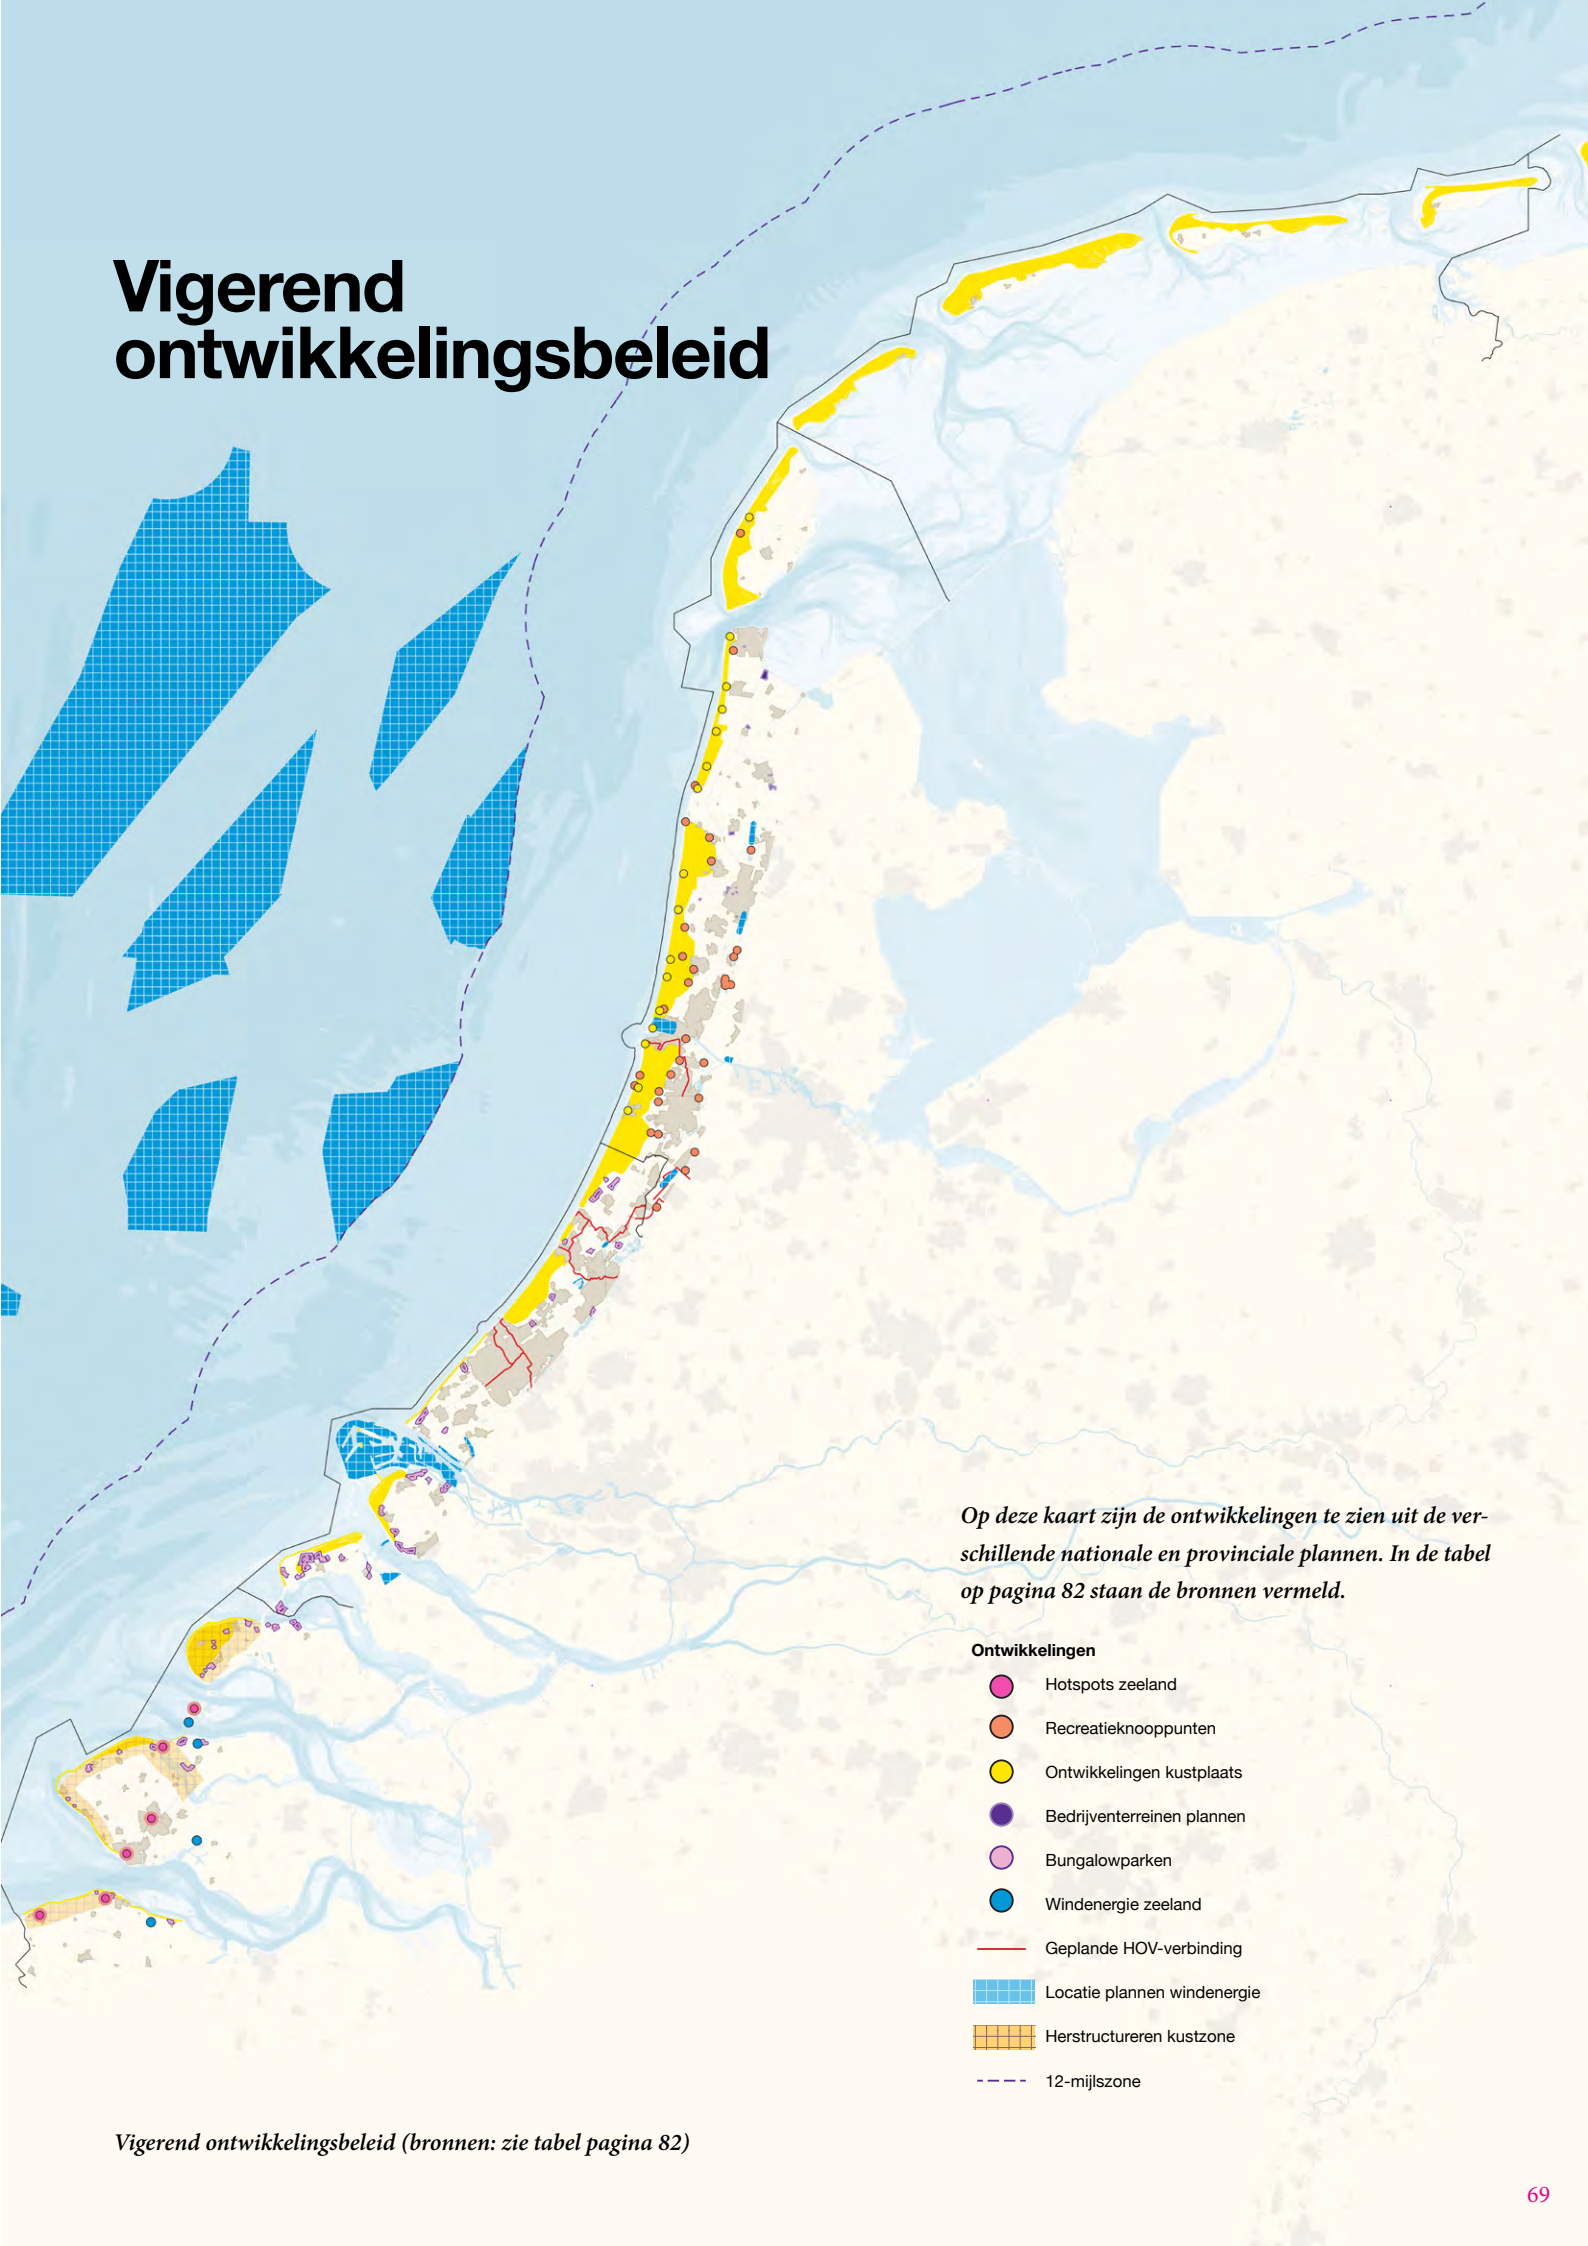 Vigerend
ontwikkelingsbeleid
Op deze kaart zijn de ontwikkelingen te zien uit de ver-
schillende nationale en provinciale plannen. In de tabel
op pagina 82 staan de bronnen vermeld.
Ontwikkelingen
Hotspots zeeland
Recreatieknooppunten
Ontwikkelingen kustplaats
Bedrijventerreinen plannen
Bungalowparken
Windenergie zeeland
Geplande HOV-verbinding
Locatie plannen windenergie
Herstructureren kustzone
12-mijlszone
Vigerend ontwikkelingsbeleid (bronnen: zie tabel pagina 82)
69